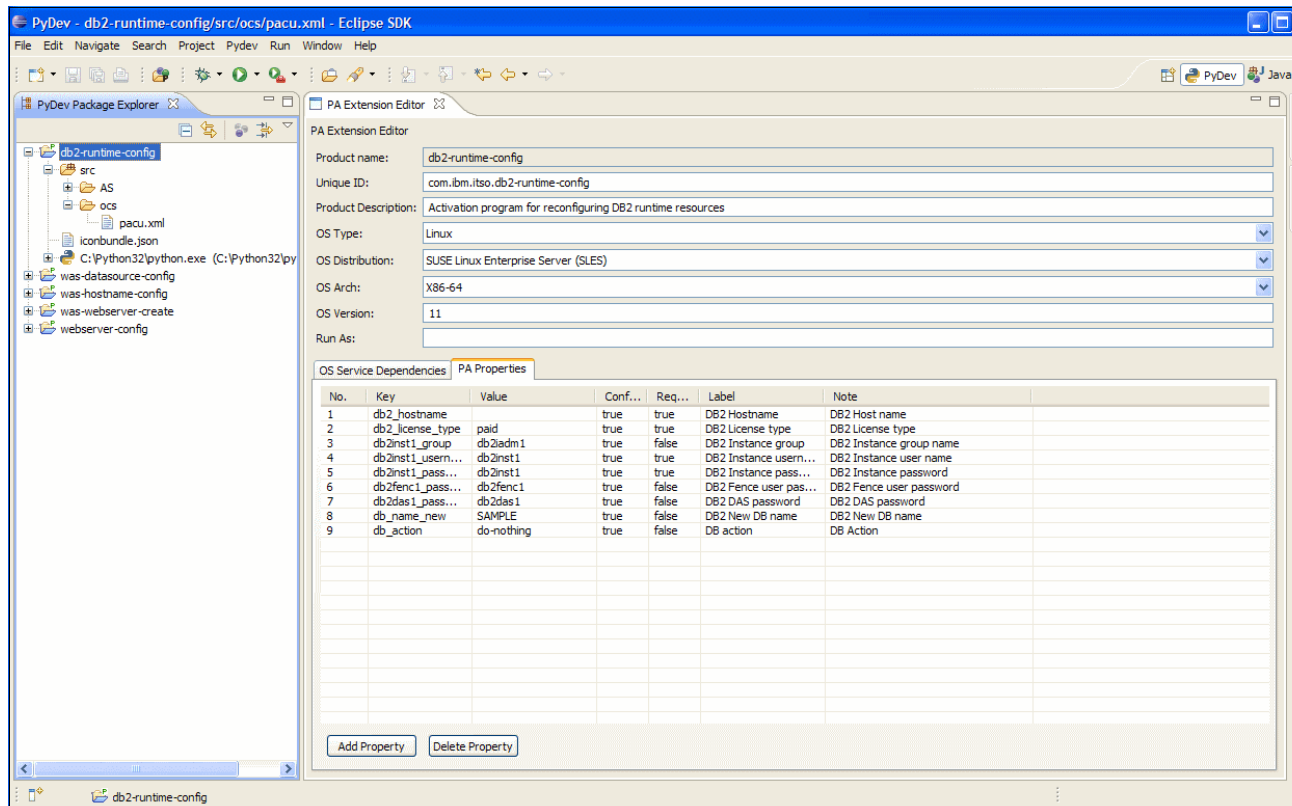 PyDev - db2-runtime-config/src/ocs/pacu.xml - Eclipse SDK
File Edit Navigate Search Project Pydev Run Window Help
PyDev Java
PyDev Package Explorer
PA Extension Editor
db2-runtime-config
src
AS
ocs
pacu.xml
iconbundle.json
C:\Python32\python.exe (C:\Python32\py
was-datasource-config
was-hostname-config
was-webserver-create
webserver-config
PA Extension Editor
Product name: db2-runtime-config
Unique ID: com.ibm.itso.db2-runtime-config
Product Description: Activation program for reconfiguring DB2 runtime resources
OS Type: Linux
OS Distribution: SUSE Linux Enterprise Server (SLES)
OS Arch: X86-64
OS Version: 11
Run As:
OS Service Dependencies PA Properties
No. Key Value Conf... Req... Label Note
1 db2_hostname true true DB2 Hostname DB2 Host name
2 db2_license_type paid true true DB2 License type DB2 License type
3 db2inst1_group db2iadm1 true false DB2 Instance group DB2 Instance group name
4 db2inst1_usern... db2inst1 true false DB2 Instance usern... DB2 Instance user name
5 db2inst1_pass... db2inst1 true false DB2 Instance pass... DB2 Instance password
6 db2fenc1_pass... db2fenc1 true false DB2 Fence user pas... DB2 Fence user password
7 db2das1_pass... db2das1 true false DB2 DAS password DB2 DAS password
8 db_name_new SAMPLE true false DB2 New DB name DB2 New DB name
9 db_action do-nothing true false DB action DB Action
Add Property Delete Property
db2-runtime-config